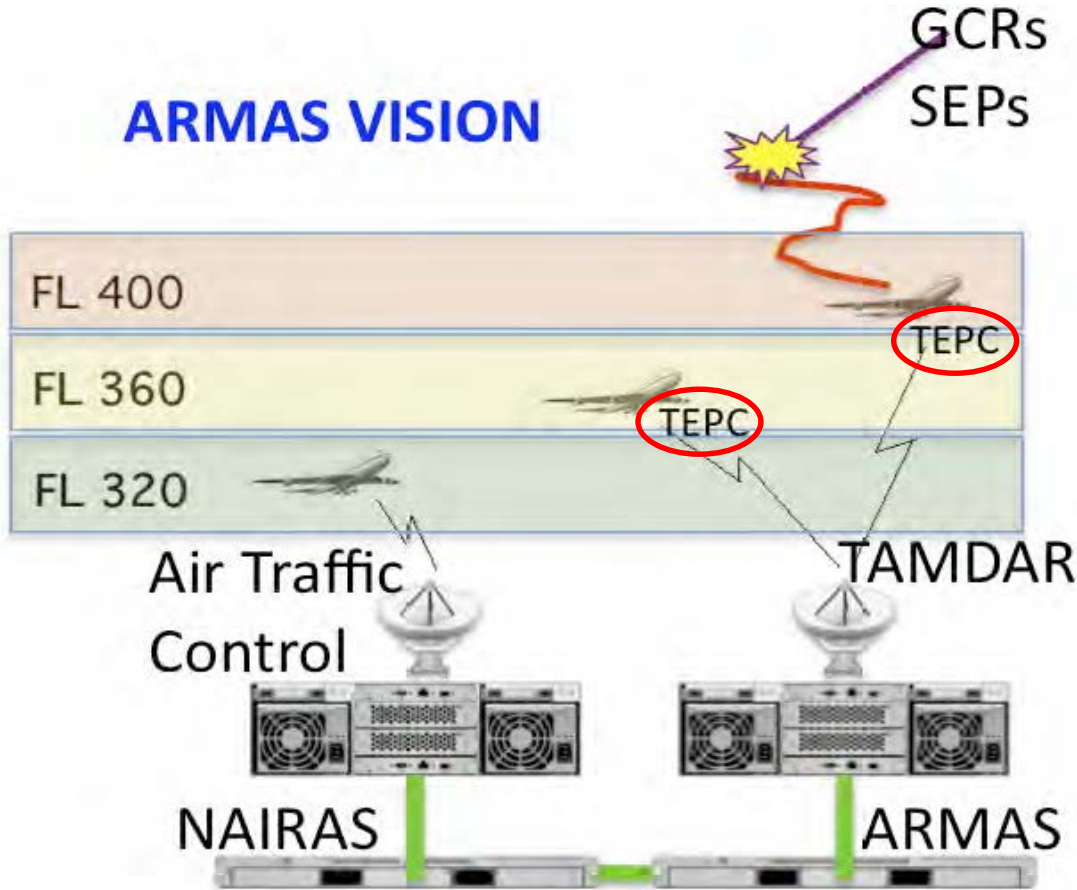 GCRs
SEPs
ARMAS VISION
FL 400
TEPC
FL 360
TEPC
FL 320
Air Traffic
Control
TAMDAR
NAIRAS
ARMAS